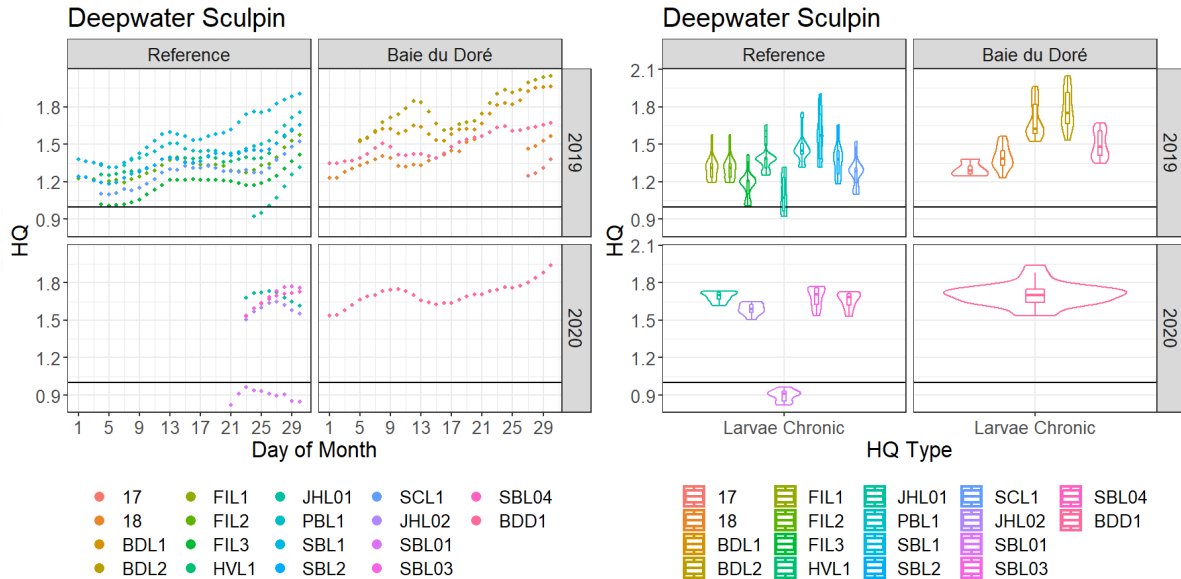 Deepwater Sculpin
Reference
Baie du Doré
1.8
1.5
1.2
0.9
2019
HQ
1.8
1.5
1.2
0.9
2020
1 5 9 13 17 21 25 29
1 5 9 13 17 21 25 29
Day of Month
17
18
BDL1
BDL2
FIL1
FIL2
FIL3
HVL1
JHL01
PBL1
SBL1
SBL2
SCL1
JHL02
SBL01
SBL03
SBL04
BDD1
Deepwater Sculpin
Reference
Baie du Doré
2.1
1.8
1.5
1.2
0.9
2019
HQ
2.1
1.8
1.5
1.2
0.9
2020
Larvae Chronic
Larvae Chronic
HQ Type
17
18
BDL1
BDL2
FIL1
FIL2
FIL3
HVL1
JHL01
PBL1
SBL1
SBL2
SCL1
JHL02
SBL01
SBL03
SBL04
BDD1